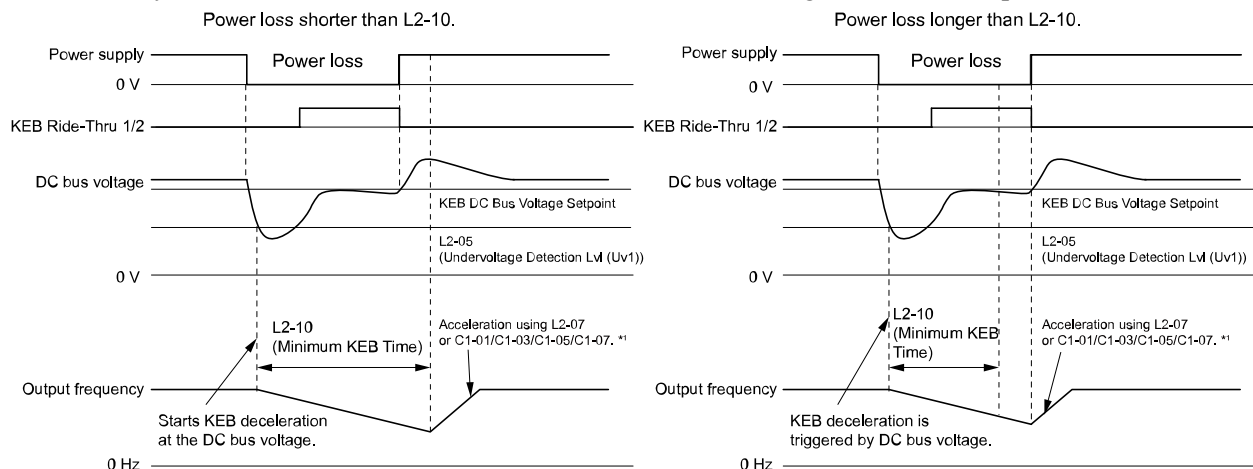 Power loss shorter than L2-10.
Power supply
Power loss
0 V
KEB Ride-Thru 1/2
DC bus voltage
KEB DC Bus Voltage Setpoint
L2-05
(Undervoltage Detection Lvl (Uv1))
0 V
L2-10
(Minimum KEB Time)
Acceleration using L2-07
or C1-01/C1-03/C1-05/C1-07. *1
Output frequency
Starts KEB deceleration
at the DC bus voltage.
0 Hz
Power loss longer than L2-10.
Power supply
Power loss
0 V
KEB Ride-Thru 1/2
DC bus voltage
KEB DC Bus Voltage Setpoint
L2-05
(Undervoltage Detection Lvl (Uv1))
0 V
L2-10
(Minimum KEB
Time)
Acceleration using L2-07
or C1-01/C1-03/C1-05/C1-07. *1
Output frequency
KEB deceleration is
triggered by DC bus voltage.
0 Hz